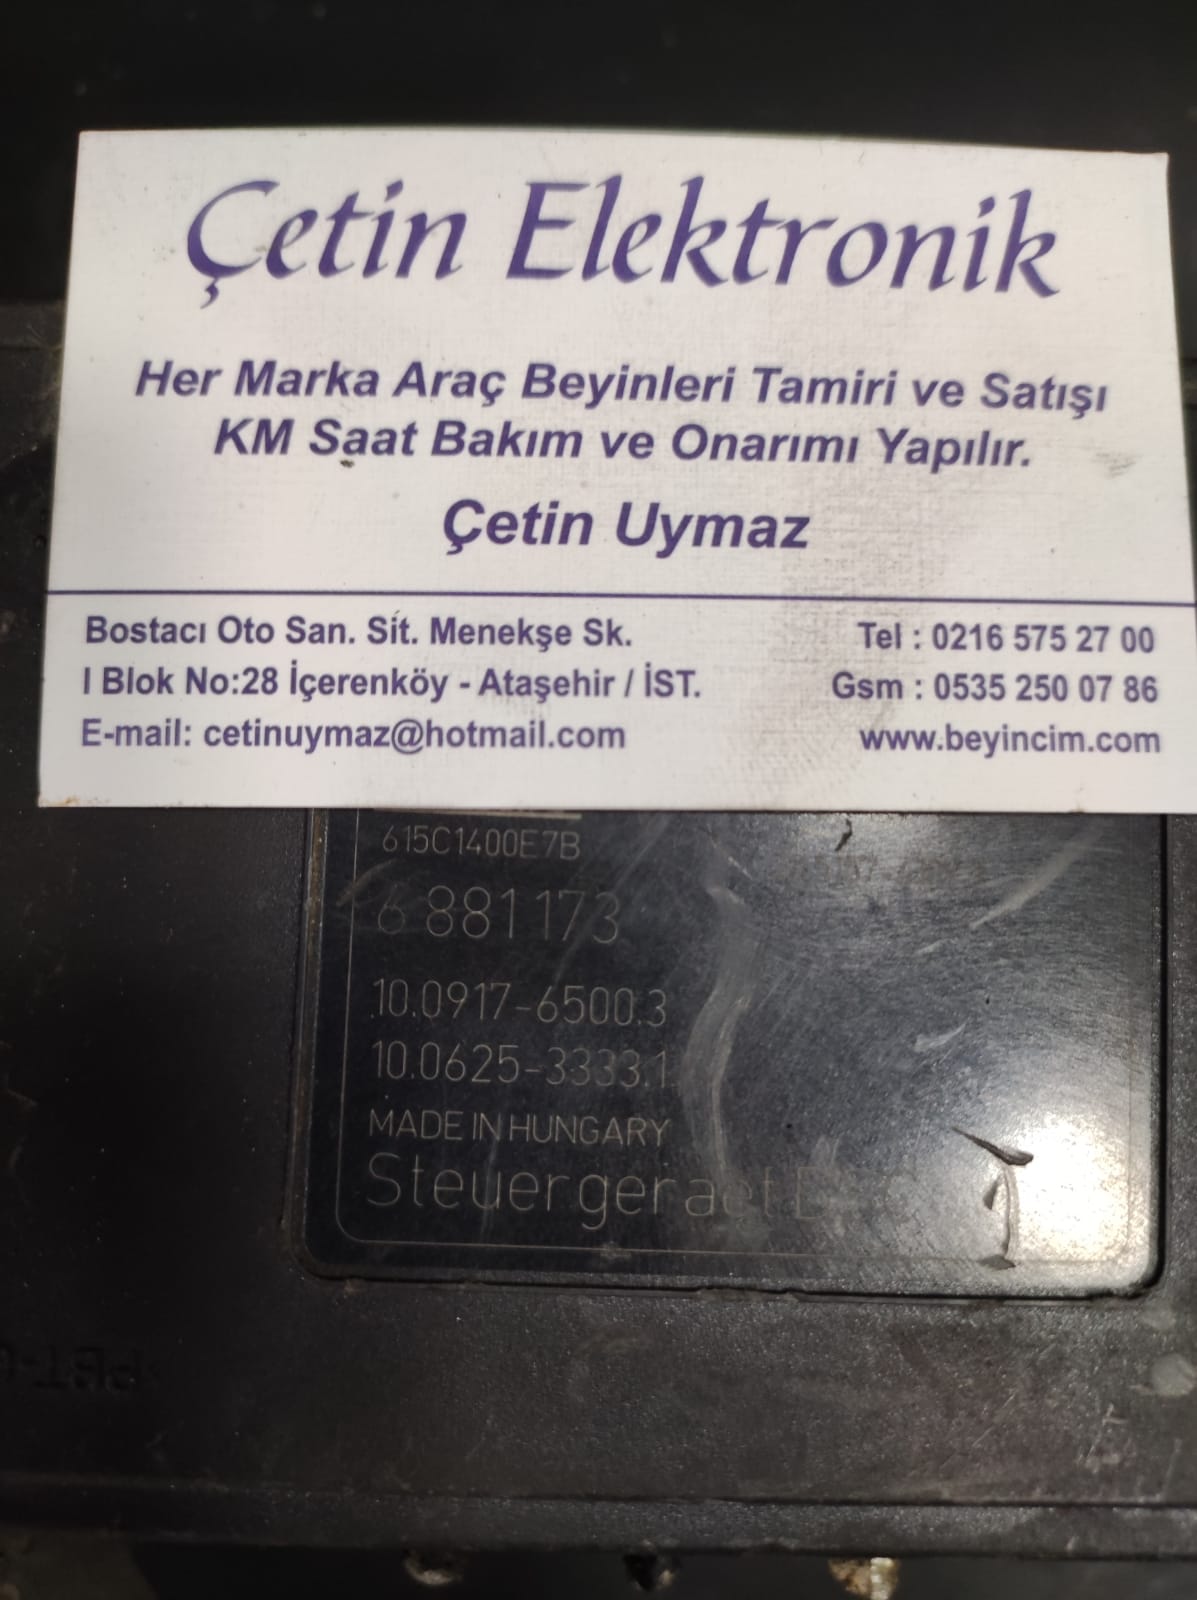 Çetin Elektronik
Her Marka Araç Beyinleri Tamiri ve Satışı
KM Saat Bakım ve Onarımı Yapılır.
Çetin Uymaz
Bostacı Oto San. Sit. Menekşe Sk.
I Blok No:28 İçerenköy - Ataşehir / İST.
E-mail: cetinuymaz@hotmail.com
Tel : 0216 575 27 00
Gsm : 0535 250 07 86
www.beyincim.com
615C1400E7B
6 881173
10.0917-6500.3
10.0625-3333.1
MADE IN HUNGARY
Steuergeraet